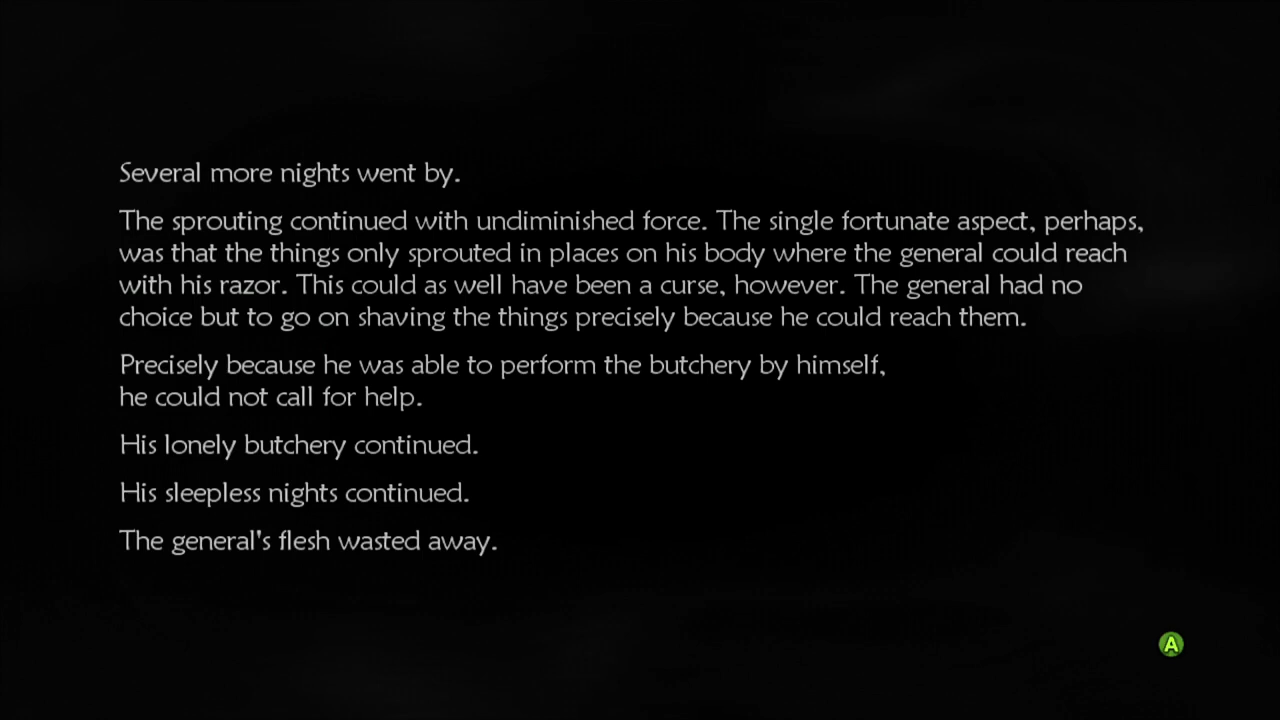 Several more nights went by.
The sprouting continued with undiminished force. The single fortunate aspect, perhaps,
was that the things only sprouted in places on his body where the general could reach
with his razor. This could as well have been a curse, however. The general had no
choice but to go on shaving the things precisely because he could reach them.
Precisely because he was able to perform the butchery by himself,
he could not call for help.
His lonely butchery continued.
His sleepless nights continued.
The general's flesh wasted away.
A